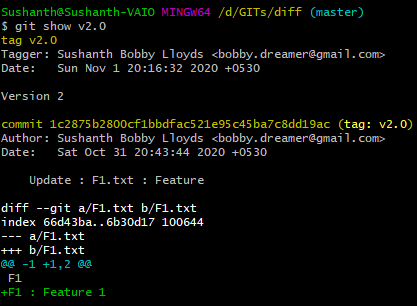 Sushanth@Sushanth-VAIO MINGW64 /d/GITs/diff (master)
$ git show v2.0
tag v2.0
Tagger: Sushanth Bobby Lloyds <bobby.dreamer@gmail.com>
Date:   Sun Nov 1 20:16:32 2020 +0530

Version 2

commit 1c2875b2800cf1bbdfac521e95c45ba7c8dd19ac (tag: v2.0)
Author: Sushanth Bobby Lloyds <bobby.dreamer@gmail.com>
Date:   Sat Oct 31 20:43:44 2020 +0530

    Update : F1.txt : Feature

diff --git a/F1.txt b/F1.txt
index 66d43ba..6b30d17 100644
--- a/F1.txt
+++ b/F1.txt
@@ -1 +1,2 @@
 F1
+F1 : Feature 1